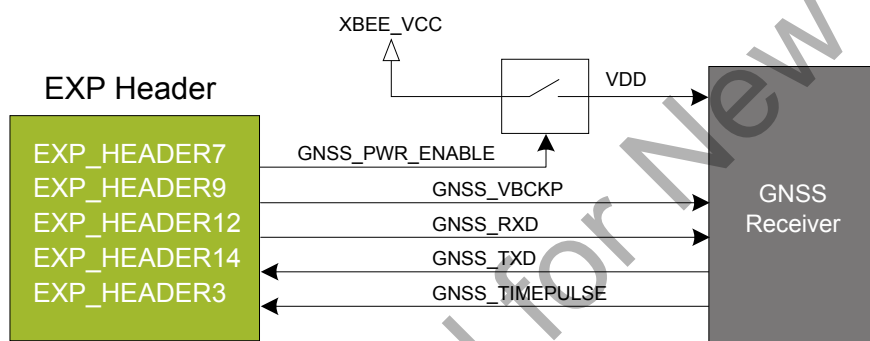 XBEE_VCC
VDD
EXP Header
EXP_HEADER7
EXP_HEADER9
EXP_HEADER12
EXP_HEADER14
EXP_HEADER3
GNSS_PWR_ENABLE
GNSS_VBCKP
GNSS_RXD
GNSS_TXD
GNSS_TIMEPULSE
GNSS
Receiver
for New